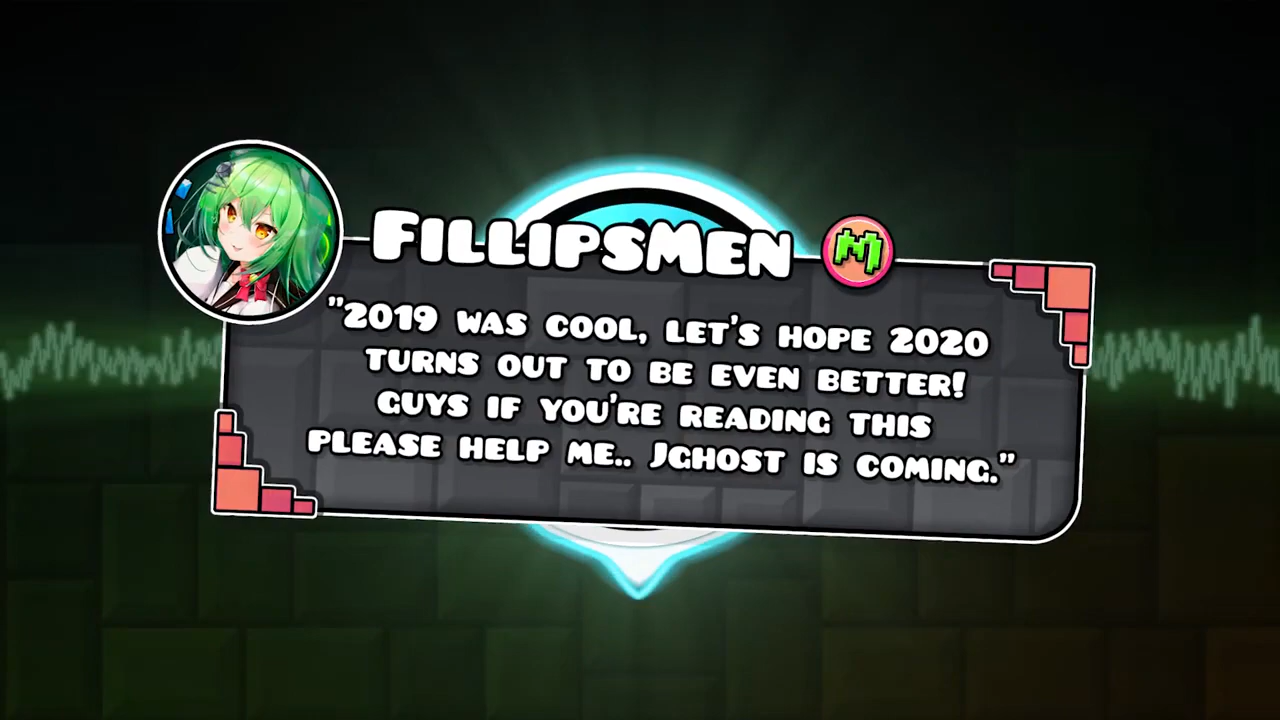 FillipsMen
M
"2019 was cool, let's hope 2020
turns out to be even better!
Guys if you're reading this
please help me.. Jghost is coming."